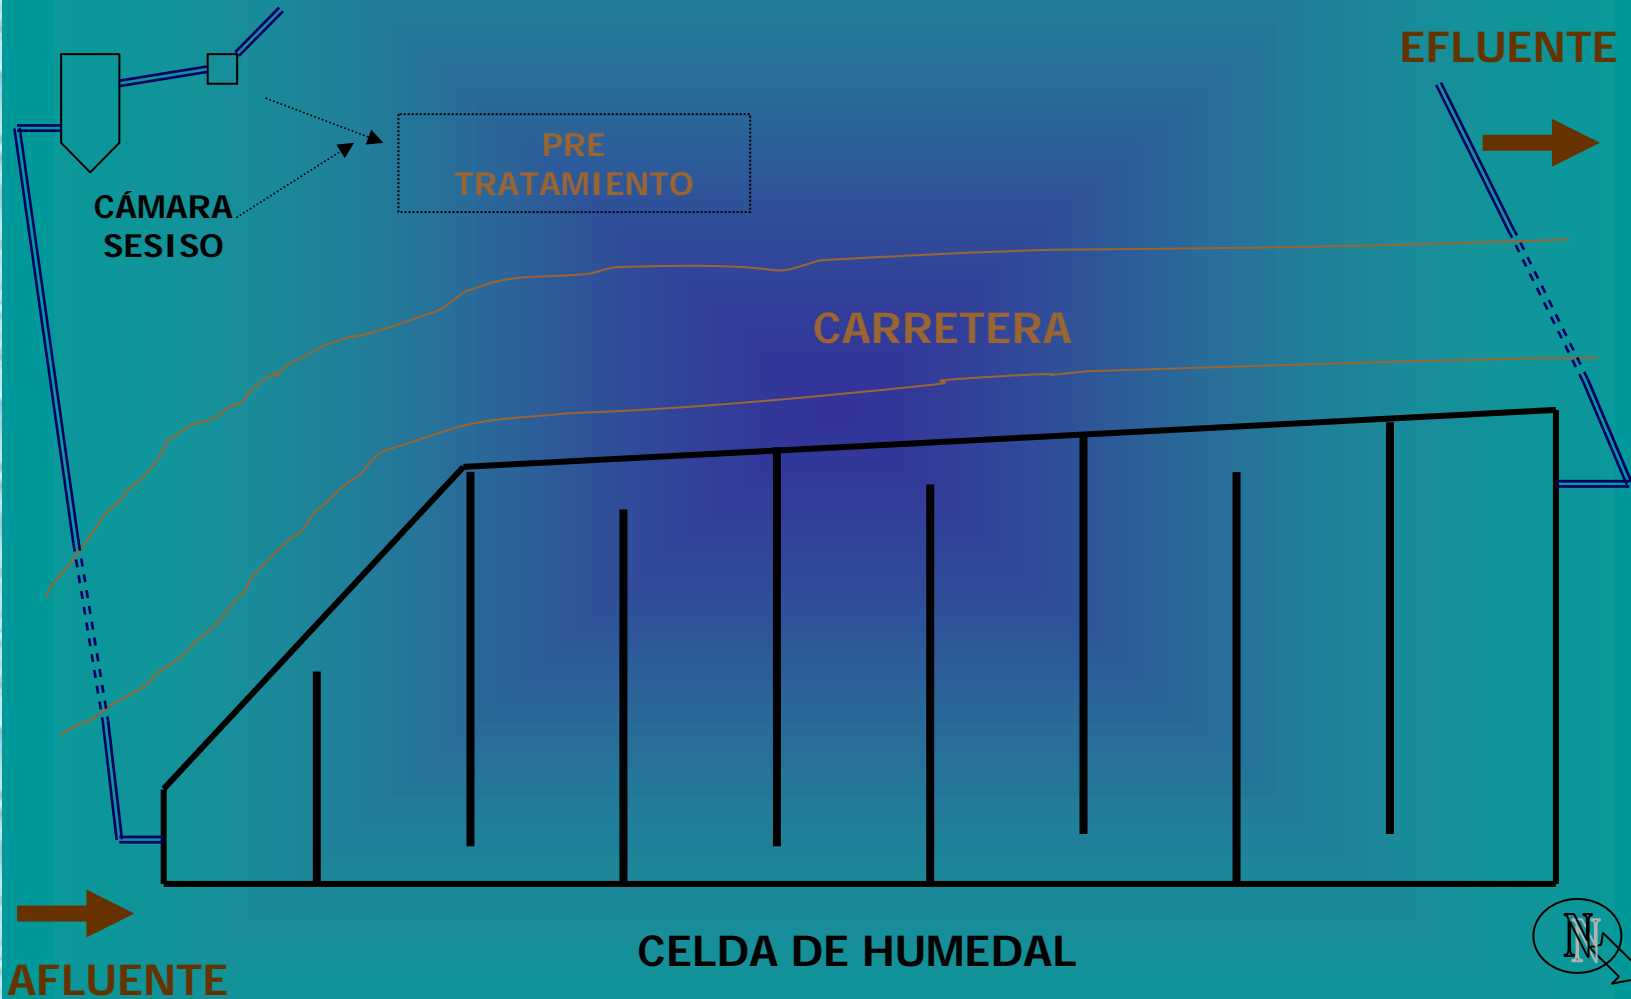 EFLUENTE
PRE
TRATAMIENTO
CÁMARA
SESISO
CARRETERA
CELDA DE HUMEDAL
N
AFLUENTE